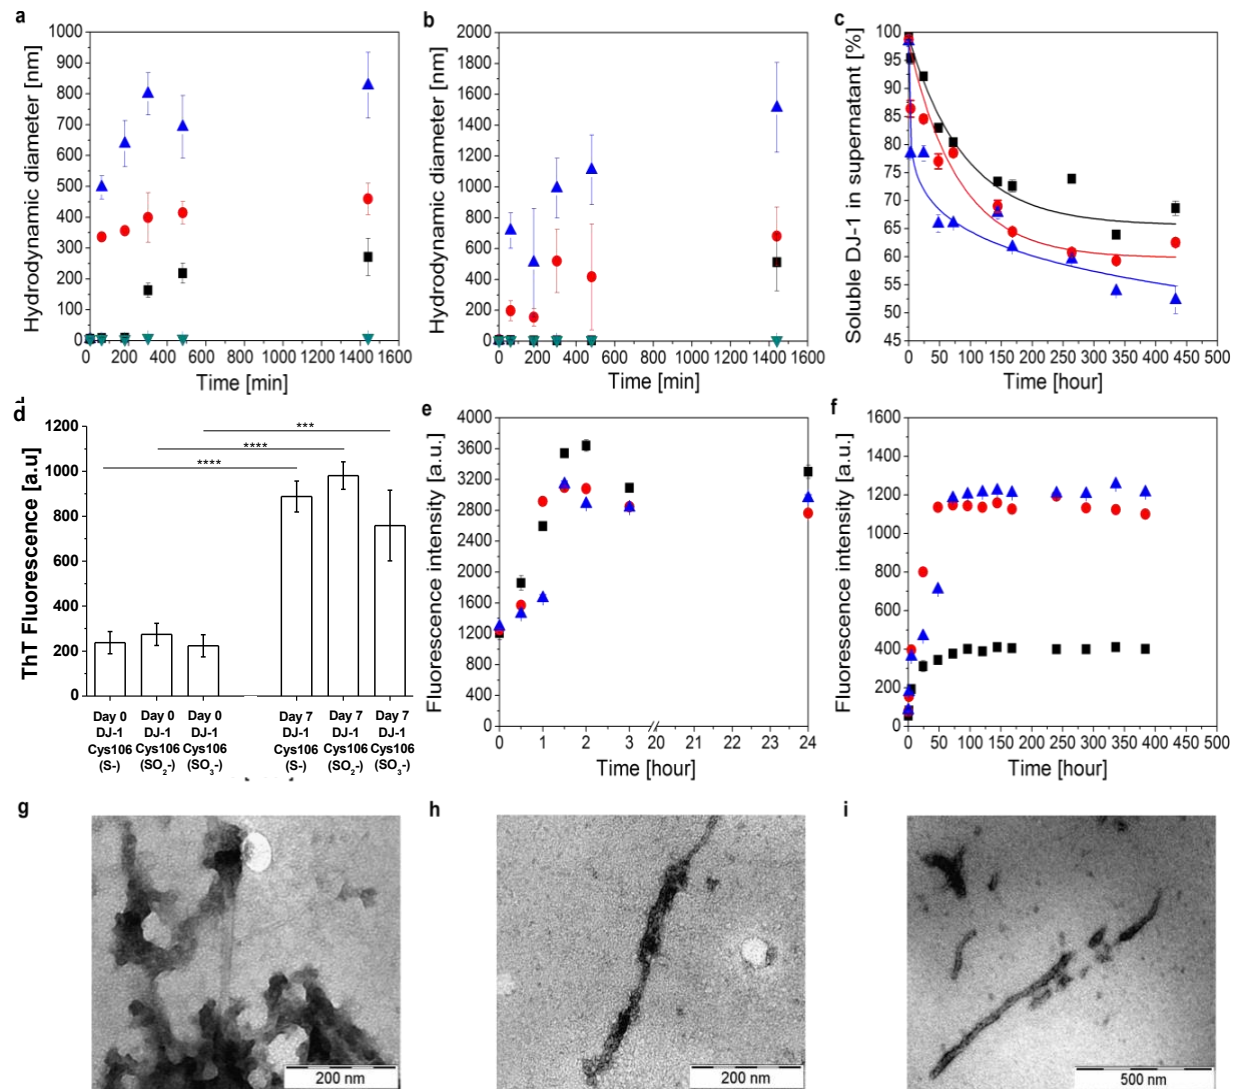 a
1000
900
800
700
600
500
400
300
200
100
0
0 200 400 600 800 1000 1200 1400 1600
Hydrodynamic diameter [nm]
Time [min]
b
2000
1800
1600
1400
1200
1000
800
600
400
200
0
0 200 400 600 800 1000 1200 1400 1600
Hydrodynamic diameter [nm]
Time [min]
c
100
95
90
85
80
75
70
65
60
55
50
45
0 50 100 150 200 250 300 350 400 450 500
Soluble DJ-1 in supernatant [%]
Time [hour]
d
1200
1000
800
600
400
200
0
ThT Fluorescence [a.u]
***
****
****
Day 0 Day 0 Day 0 Day 7 Day 7 Day 7
DJ-1 DJ-1 DJ-1 DJ-1 DJ-1 DJ-1
Cys106 Cys106 Cys106 Cys106 Cys106 Cys106
(S-) (SO₂-) (SO₃-) (S-) (SO₂-) (SO₃-)
e
4000
3600
3200
2800
2400
2000
1600
1200
800
400
0
0 1 2 3 20 21 22 23 24
Fluorescence intensity [a.u.]
Time [hour]
f
1600
1400
1200
1000
800
600
400
200
0
0 50 100 150 200 250 300 350 400 450 500
Fluorescence intensity [a.u.]
Time [hour]
g
200 nm
h
200 nm
i
500 nm